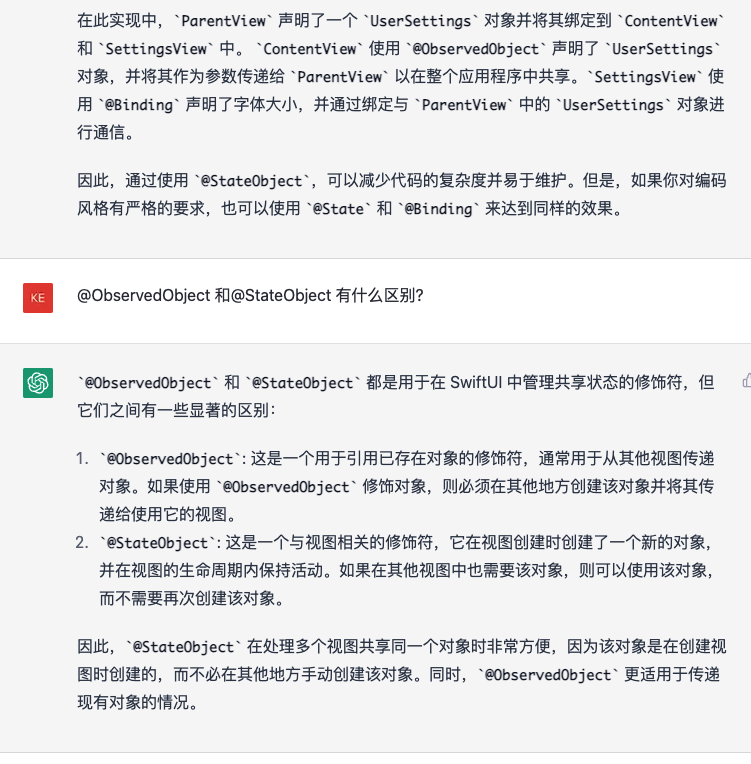 在此实现中，`ParentView` 声明了一个 `UserSettings` 对象并将其绑定到 `ContentView`
和 `SettingsView` 中。 `ContentView` 使用 `@ObservedObject` 声明了 `UserSettings`
对象，并将其作为参数传递给 `ParentView` 以在整个应用程序中共享。`SettingsView` 使
用 `@Binding` 声明了字体大小，并通过绑定与 `ParentView` 中的 `UserSettings` 对象进
行通信。
因此，通过使用 `@StateObject`，可以减少代码的复杂度并易于维护。但是，如果你对编码
风格有严格的要求，也可以使用 `@State` 和 `@Binding` 来达到同样的效果。
KE
@ObservedObject 和@StateObject 有什么区别?
`@ObservedObject` 和 `@StateObject` 都是用于在 SwiftUI 中管理共享状态的修饰符，但
它们之间有一些显著的区别：
1. `@ObservedObject`: 这是一个用于引用已存在对象的修饰符，通常用于从其他视图传递
对象。如果使用 `@ObservedObject` 修饰对象，则必须在其他地方创建该对象并将其传
递给使用它的视图。
2. `@StateObject`: 这是一个与视图相关的修饰符，它在视图创建时创建了一个新的对象，
并在视图的生命周期内保持活动。如果在其他视图中也需要该对象，则可以使用该对象，
而不需要再次创建该对象。
因此，`@StateObject` 在处理多个视图共享同一个对象时非常方便，因为该对象是在创建视
图时创建的，而不必在其他地方手动创建该对象。同时，`@ObservedObject` 更适用于传递
现有对象的情况。